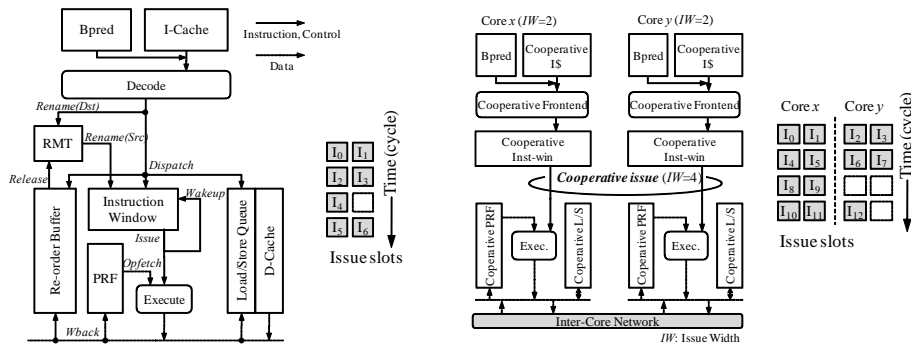 Bpred
I-Cache
Instruction, Control
Data
Decode
Rename(Dst)
RMT
Rename(Src)
Dispatch
Release
Wakeup
Re-order Buffer
Instruction
Window
Issue
PRF
Opfetch
Execute
Load/Store Queue
D-Cache
Wback
I0 I1
I2 I3
I4
I5 I6
Time (cycle)
Issue slots
Core x (IW=2)
Bpred
Cooperative
I$
Cooperative Frontend
Cooperative
Inst-win
Core y (IW=2)
Bpred
Cooperative
I$
Cooperative Frontend
Cooperative
Inst-win
Cooperative issue (IW=4)
Coperative PRF
Exec.
Coperative L/S
Coperative PRF
Exec.
Coperative L/S
Inter-Core Network
IW: Issue Width
Core x Core y
I0 I1 I2 I3
I4 I5 I6 I7
I8 I9
I10 I11 I12
Time (cycle)
Issue slots